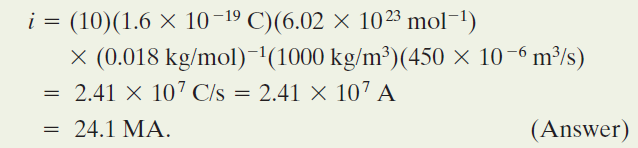 i = (10)(1.6 × 10⁻¹⁹ C)(6.02 × 10²³ mol⁻¹)
× (0.018 kg/mol)⁻¹(1000 kg/m³)(450 × 10⁻⁶ m³/s)
= 2.41 × 10⁷ C/s = 2.41 × 10⁷ A
= 24.1 MA. (Answer)